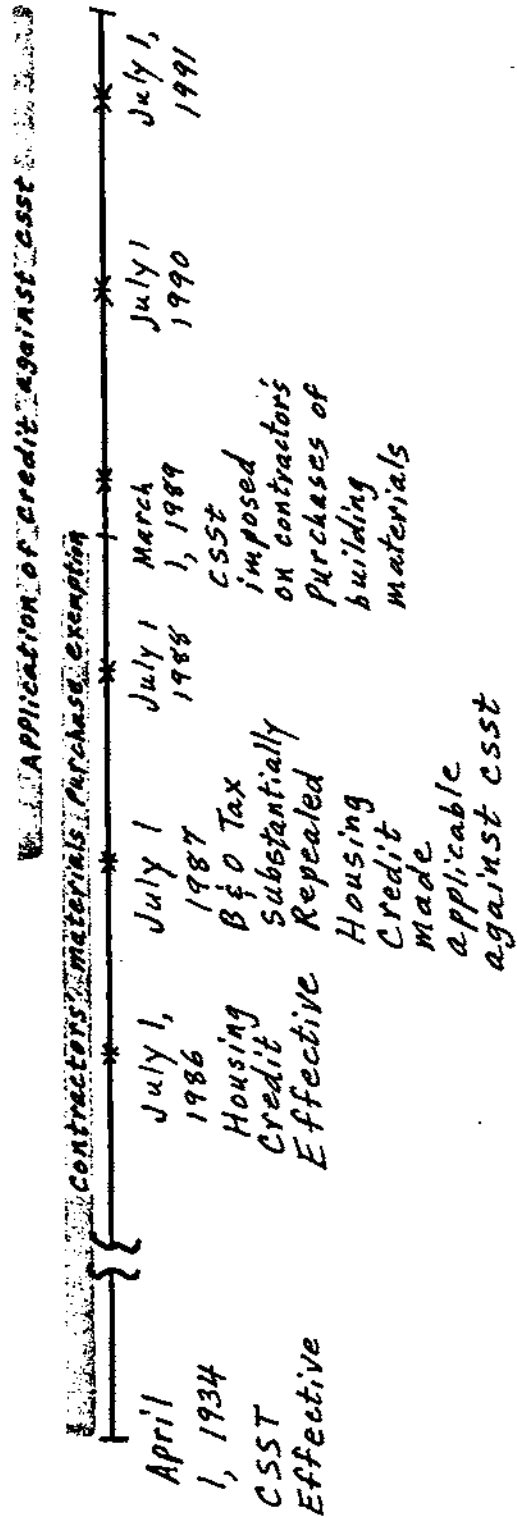 APPlication of credit against csst
contractors' materials Purchase exemption
April
1, 1934
CSST
Effective
July 1,
1986
Housing
Credit
Effective
July 1
1987
B & O Tax
Substantially
Repealed
Housing
Credit
made
applicable
against csst
July 1
1988
March
1, 1989
CSST
imposed
on contractors'
Purchases of
building
materials
July 1
1990
July 1,
1991